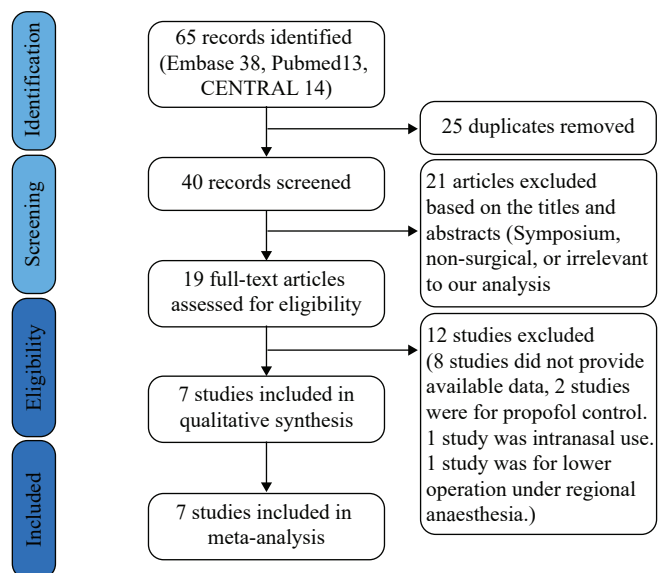 Identification
65 records identified
(Embase 38, Pubmed13,
CENTRAL 14)
25 duplicates removed
Screening
40 records screened
21 articles excluded
based on the titles and
abstracts (Symposium,
non-surgical, or irrelevant
to our analysis
19 full-text articles
assessed for eligibility
Eligibility
12 studies excluded
(8 studies did not provide
available data, 2 studies
were for propofol control.
1 study was intranasal use.
1 study was for lower
operation under regional
anaesthesia.)
7 studies included in
qualitative synthesis
Included
7 studies included in
meta-analysis